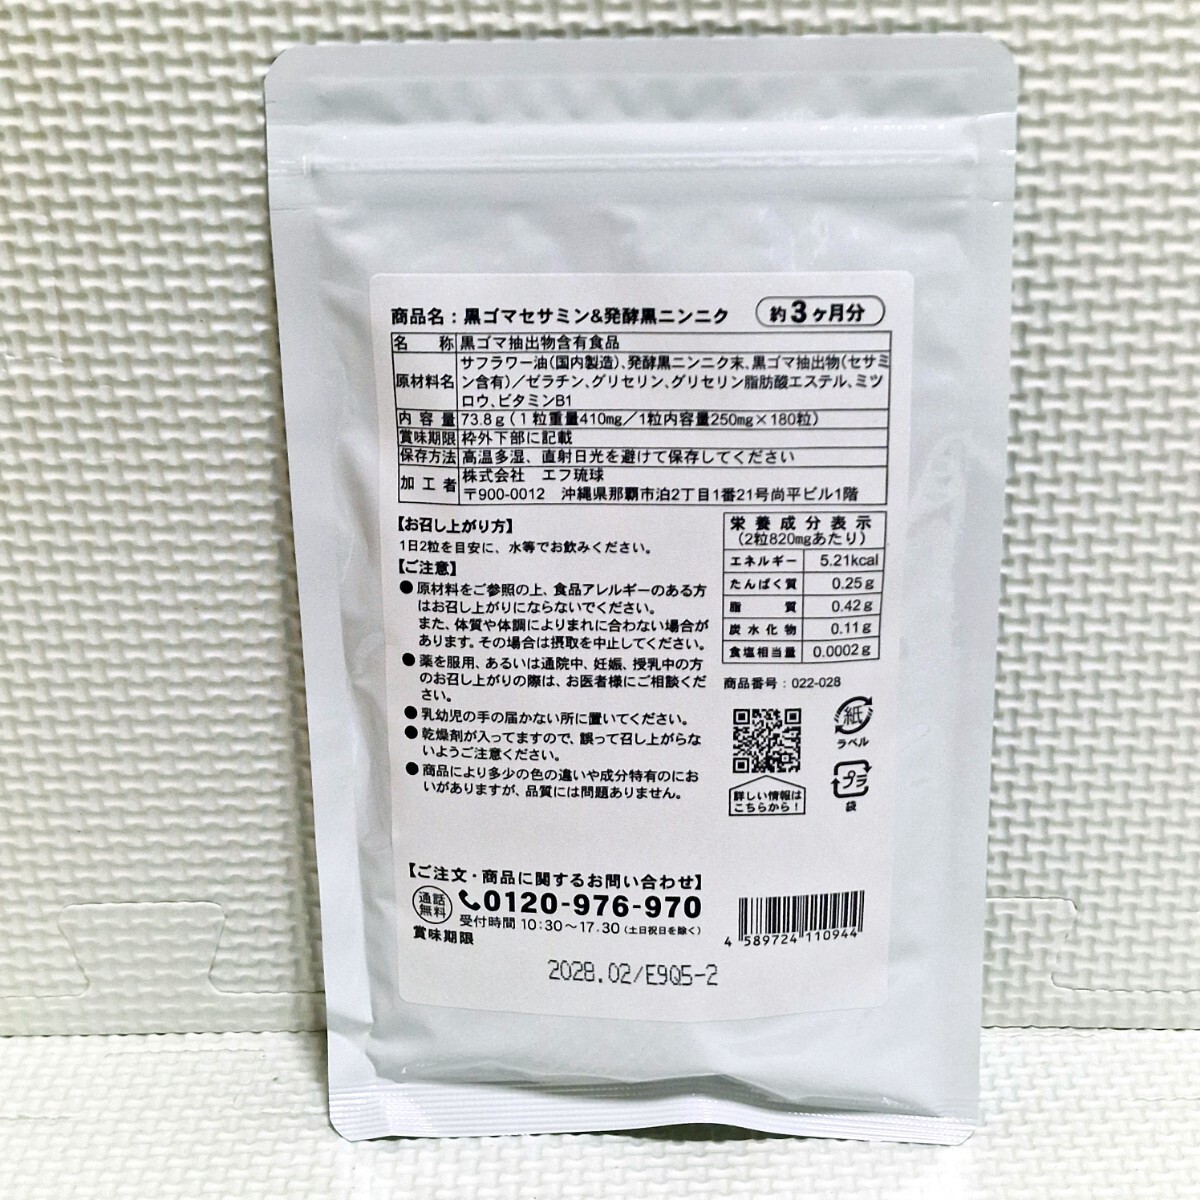 商品名：黒ゴマセサミン&発酵黒ニンニク 約3ヶ月分
名称 黒ゴマ抽出物含有食品
原材料名 サフラワー油(国内製造)、発酵黒ニンニク末、黒ゴマ抽出物(セサミ
ン含有)／ゼラチン、グリセリン、グリセリン脂肪酸エステル、ミツ
ロウ、ビタミンB1
内容量 73.8g(1粒重量410mg／1粒内容量250mg×180粒)
賞味期限 枠外下部に記載
保存方法 高温多湿、直射日光を避けて保存してください
加工者 株式会社 エフ琉球
〒900-0012 沖縄県那覇市泊2丁目1番21号尚平ビル1階
【お召し上がり方】
1日2粒を目安に、水等でお飲みください。
【ご注意】
●原材料をご参照の上、食品アレルギーのある方
はお召し上がりにならないでください。
また、体質や体調によりまれに合わない場合が
あります。その場合は摂取を中止してください。
●薬を服用、あるいは通院中、妊娠、授乳中の方
のお召し上がりの際は、お医者様にご相談くだ
さい。
●乳幼児の手の届かない所に置いてください。
●乾燥剤が入ってますので、誤って召し上がらな
いようご注意ください。
●商品により多少の色の違いや成分特有のにお
いがありますが、品質には問題ありません。
栄養成分表示
(2粒820mgあたり)
エネルギー 5.21kcal
たんぱく質 0.25g
脂質 0.42g
炭水化物 0.11g
食塩相当量 0.0002g
商品番号：022-028
紙
ラベル
プラ
袋
詳しい情報は
こちらから！
【ご注文・商品に関するお問い合わせ】
通話
無料
0120-976-970
受付時間 10:30〜17.30(土日祝日を除く)
賞味期限
4 589724 110944
2028.02/E9Q5-2